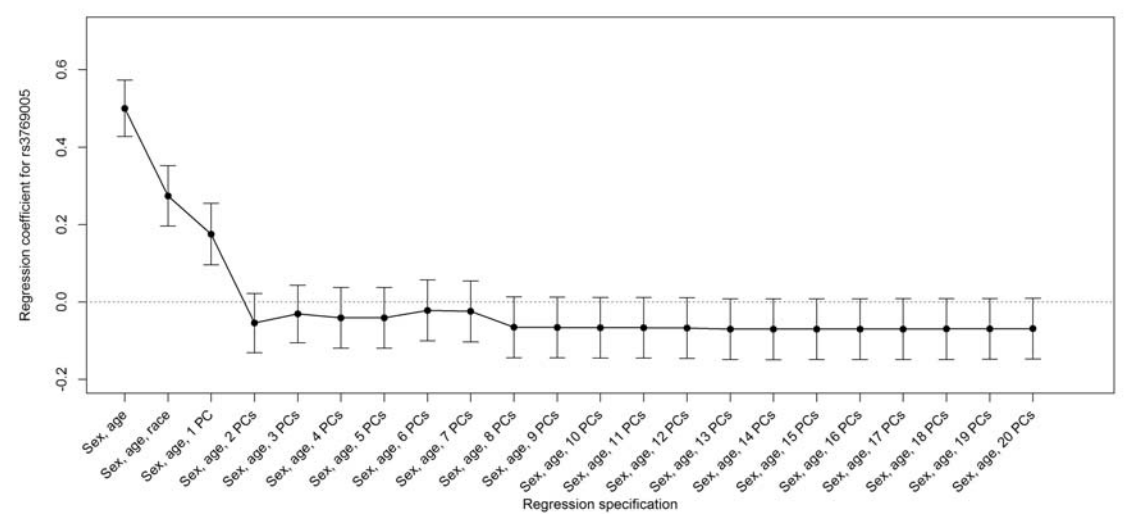 Regression coefficient for rs3769005
0.6
0.4
0.2
0.0
-0.2
Sex, age
Sex, age, race
Sex, age, 1 PC
Sex, age, 2 PCs
Sex, age, 3 PCs
Sex, age, 4 PCs
Sex, age, 5 PCs
Sex, age, 6 PCs
Sex, age, 7 PCs
Sex, age, 8 PCs
Sex, age, 9 PCs
Sex, age, 10 PCs
Sex, age, 11 PCs
Sex, age, 12 PCs
Sex, age, 13 PCs
Sex, age, 14 PCs
Sex, age, 15 PCs
Sex, age, 16 PCs
Sex, age, 17 PCs
Sex, age, 18 PCs
Sex, age, 19 PCs
Sex, age, 20 PCs
Regression specification